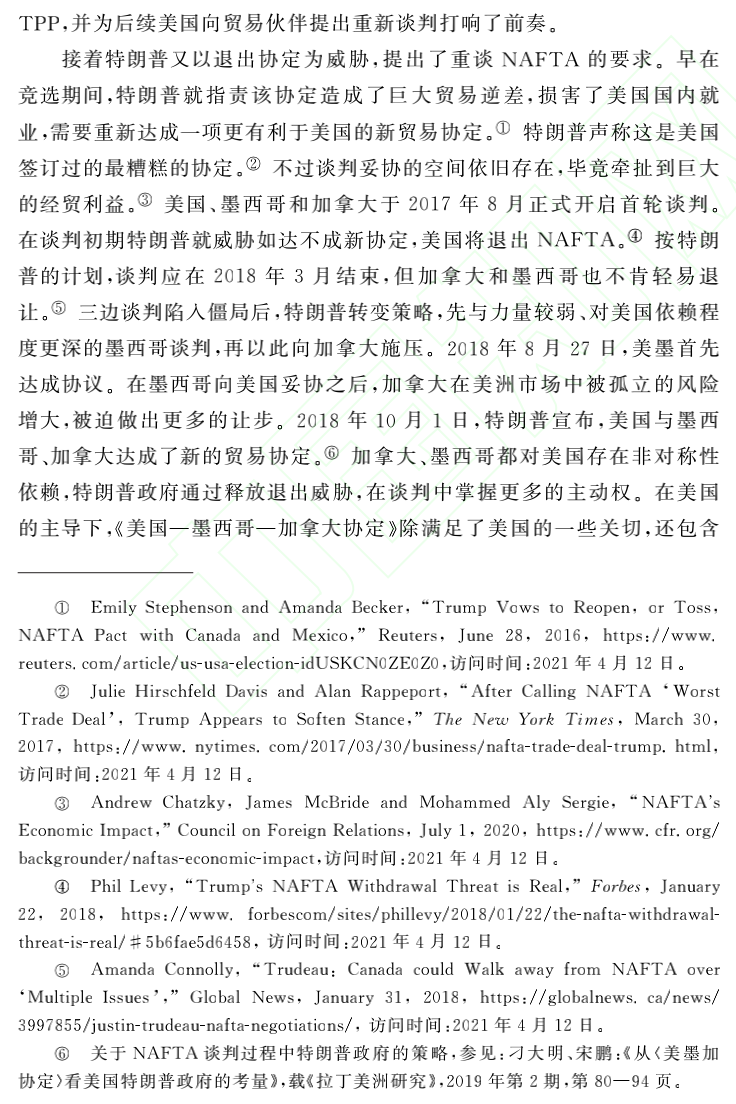 TPP,并为后续美国向贸易伙伴提出重新谈判打响了前奏。
接着特朗普又以退出协定为威胁,提出了重谈 NAFTA 的要求。早在
竞选期间,特朗普就指责该协定造成了巨大贸易逆差,损害了美国国内就
业,需要重新达成一项更有利于美国的新贸易协定。① 特朗普声称这是美国
签订过的最糟糕的协定。② 不过谈判妥协的空间依旧存在,毕竟牵扯到巨大
的经贸利益。③ 美国、墨西哥和加拿大于 2017 年 8 月正式开启首轮谈判。
在谈判初期特朗普就威胁如达不成新协定,美国将退出 NAFTA。④ 按特朗
普的计划,谈判应在 2018 年 3 月结束,但加拿大和墨西哥也不肯轻易退
让。⑤ 三边谈判陷入僵局后,特朗普转变策略,先与力量较弱、对美国依赖程
度更深的墨西哥谈判,再以此向加拿大施压。2018 年 8 月 27 日,美墨首先
达成协议。在墨西哥向美国妥协之后,加拿大在美洲市场中被孤立的风险
增大,被迫做出更多的让步。2018 年 10 月 1 日,特朗普宣布,美国与墨西
哥、加拿大达成了新的贸易协定。⑥ 加拿大、墨西哥都对美国存在非对称性
依赖,特朗普政府通过释放退出威胁,在谈判中掌握更多的主动权。在美国
的主导下,《美国—墨西哥—加拿大协定》除满足了美国的一些关切,还包含
① Emily Stephenson and Amanda Becker, “Trump Vows to Reopen, or Toss,
NAFTA Pact with Canada and Mexico,” Reuters, June 28, 2016, https://www.
reuters. com/article/us-usa-election-idUSKCN0ZE0Z0,访问时间:2021 年 4 月 12 日。
② Julie Hirschfeld Davis and Alan Rappeport, “After Calling NAFTA ‘Worst
Trade Deal’, Trump Appears to Soften Stance,” The New York Times, March 30,
2017, https://www. nytimes. com/2017/03/30/business/nafta-trade-deal-trump. html,
访问时间:2021 年 4 月 12 日。
③ Andrew Chatzky, James McBride and Mohammed Aly Sergie, “NAFTA’s
Economic Impact,” Council on Foreign Relations, July 1, 2020, https://www. cfr. org/
backgrounder/naftas-economic-impact,访问时间:2021 年 4 月 12 日。
④ Phil Levy, “Trump’s NAFTA Withdrawal Threat is Real,” Forbes, January
22, 2018, https://www. forbescom/sites/phillevy/2018/01/22/the-nafta-withdrawal-
threat-is-real/#5b6fae5d6458, 访问时间:2021 年 4 月 12 日。
⑤ Amanda Connolly, “Trudeau: Canada could Walk away from NAFTA over
‘Multiple Issues’,” Global News, January 31, 2018, https://globalnews. ca/news/
3997855/justin-trudeau-nafta-negotiations/, 访问时间:2021 年 4 月 12 日。
⑥ 关于 NAFTA 谈判过程中特朗普政府的策略,参见:刁大明、宋鹏:《从〈美墨加
协定〉看美国特朗普政府的考量》,载《拉丁美洲研究》,2019 年第 2 期,第 80—94 页。